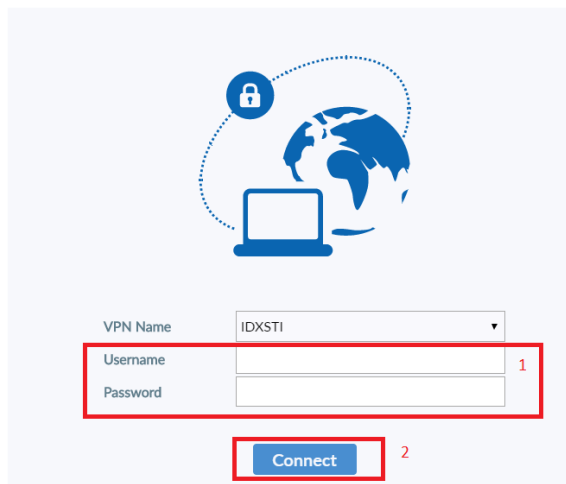 VPN Name IDXSTI
Username
1
Password
Connect
2